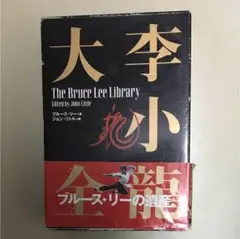 李小龍
大全
The Bruce Lee Library
Edited by John Little
ブルース・リー・著
ジョン・リトル・編
ブルース・リーの遺産